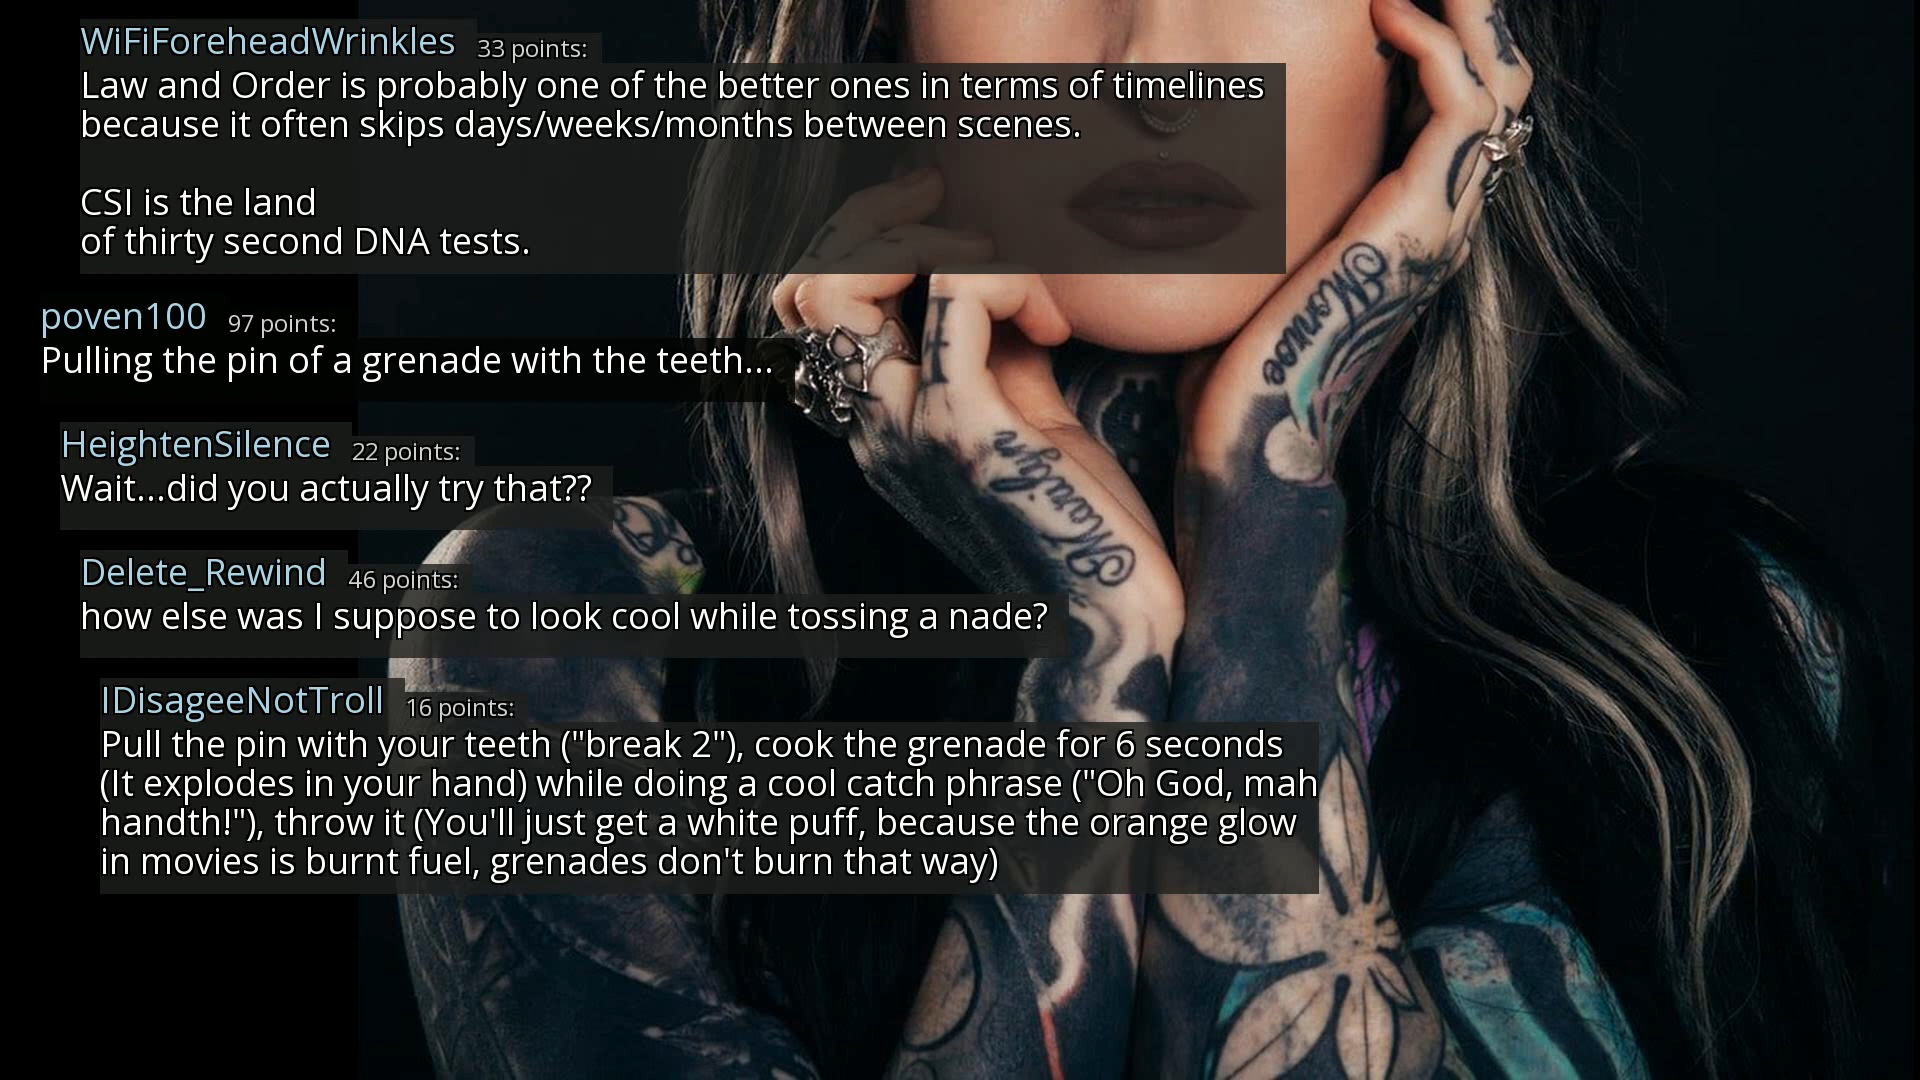 WiFiForeheadWrinkles 33 points:
Law and Order is probably one of the better ones in terms of timelines
because it often skips days/weeks/months between scenes.
CSI is the land
of thirty second DNA tests.
poven100 97 points:
Pulling the pin of a grenade with the teeth...
HeightenSilence 22 points:
Wait...did you actually try that??
Delete_Rewind 46 points:
how else was I suppose to look cool while tossing a nade?
IDisageeNotTroll 16 points:
Pull the pin with your teeth ("break 2"), cook the grenade for 6 seconds
(It explodes in your hand) while doing a cool catch phrase ("Oh God, mah
handth!"), throw it (You'll just get a white puff, because the orange glow
in movies is burnt fuel, grenades don't burn that way)
Monroe
Marilyn